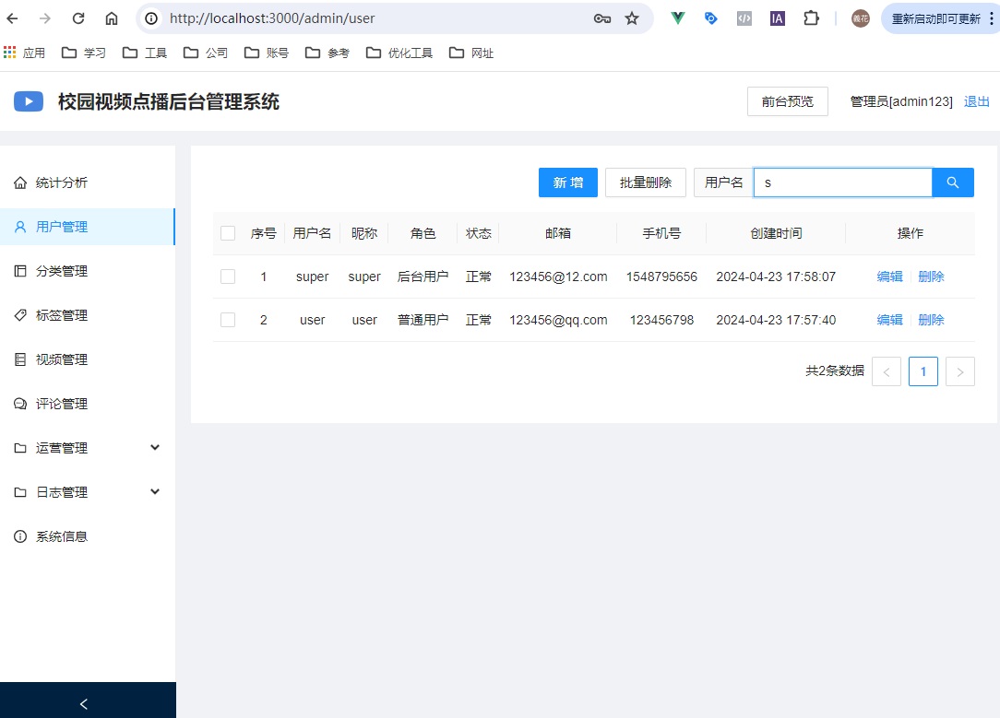 http://localhost:3000/admin/user
IA
義花
重新启动即可更新
应用 学习 工具 公司 账号 参考 优化工具 网址
校园视频点播后台管理系统
前台预览 管理员[admin123] 退出
统计分析
用户管理
分类管理
标签管理
视频管理
评论管理
运营管理
日志管理
系统信息
新 增 批量删除 用户名 s
序号 用户名 昵称 角色 状态 邮箱 手机号 创建时间 操作
1 super super 后台用户 正常 123456@12.com 1548795656 2024-04-23 17:58:07 编辑 删除
2 user user 普通用户 正常 123456@qq.com 123456798 2024-04-23 17:57:40 编辑 删除
共2条数据 < 1 >